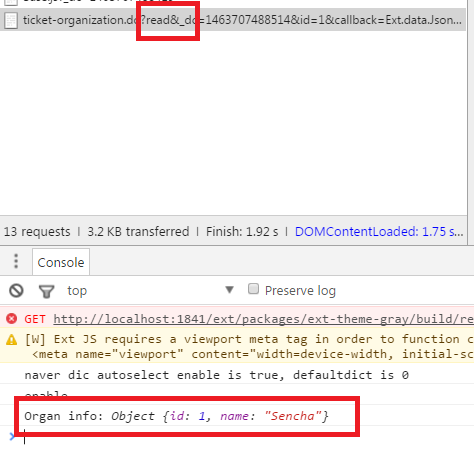 ticket-organization.do?read&_dc=1463707488514&id=1&callback=Ext.data.Json...
13 requests | 3.2 KB transferred | Finish: 1.92 s | DOMContentLoaded: 1.75 s...
Console
top ▼ Preserve log
GET http://localhost:1841/ext/packages/ext-theme-gray/build/re
[W] Ext JS requires a viewport meta tag in order to function c
<meta name="viewport" content="width=device-width, initial-sc
naver dic autoselect enable is true, defaultdict is 0
enable
Organ info: Object {id: 1, name: "Sencha"}
>